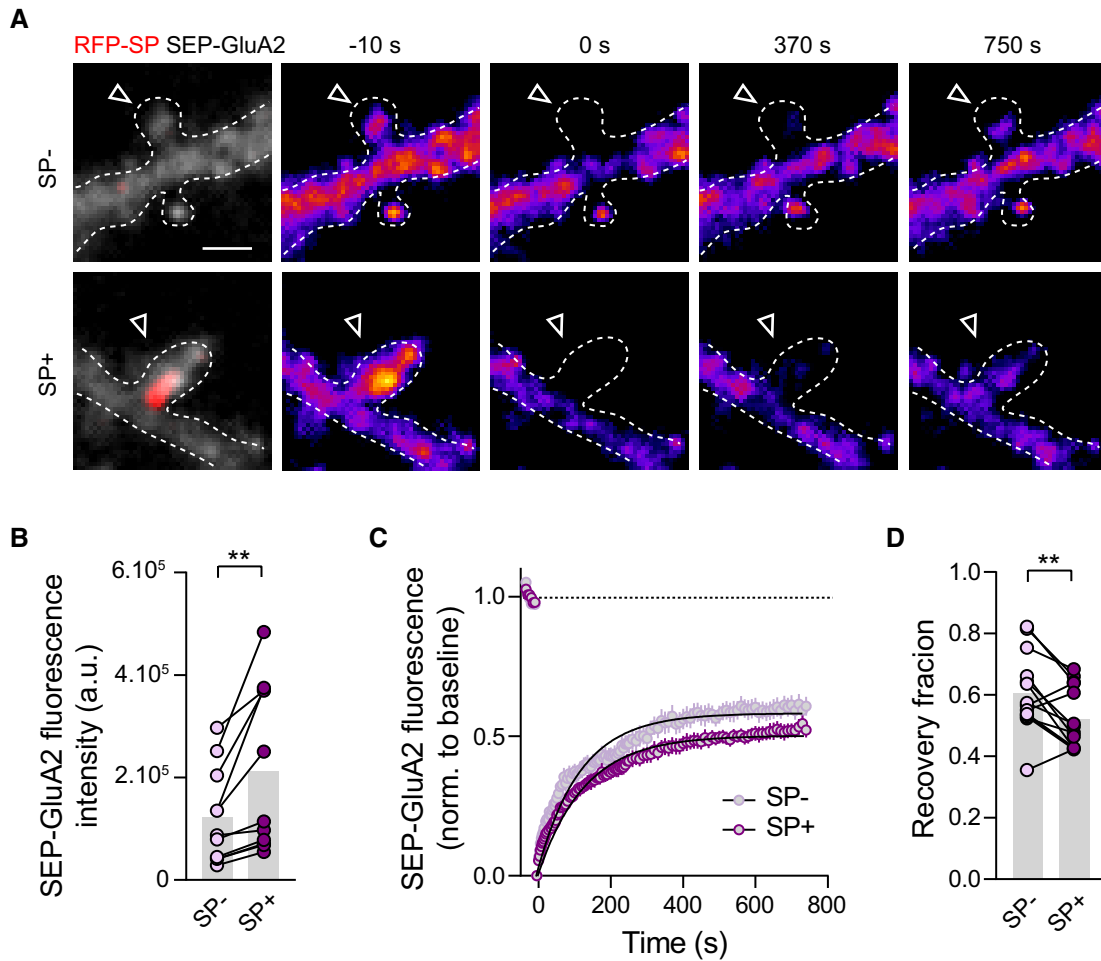 A
RFP-SP SEP-GluA2 -10 s 0 s 370 s 750 s
SP-
SP+
B
SEP-GluA2 fluorescence
intensity (a.u.)
6.10⁵
4.10⁵
2.10⁵
0
**
SP- SP+
C
SEP-GluA2 fluorescence
(norm. to baseline)
1.0
0.5
0.0
SP-
SP+
0 200 400 600 800
Time (s)
D
Recovery fracion
1.0
0.8
0.6
0.4
0.2
0.0
**
SP- SP+